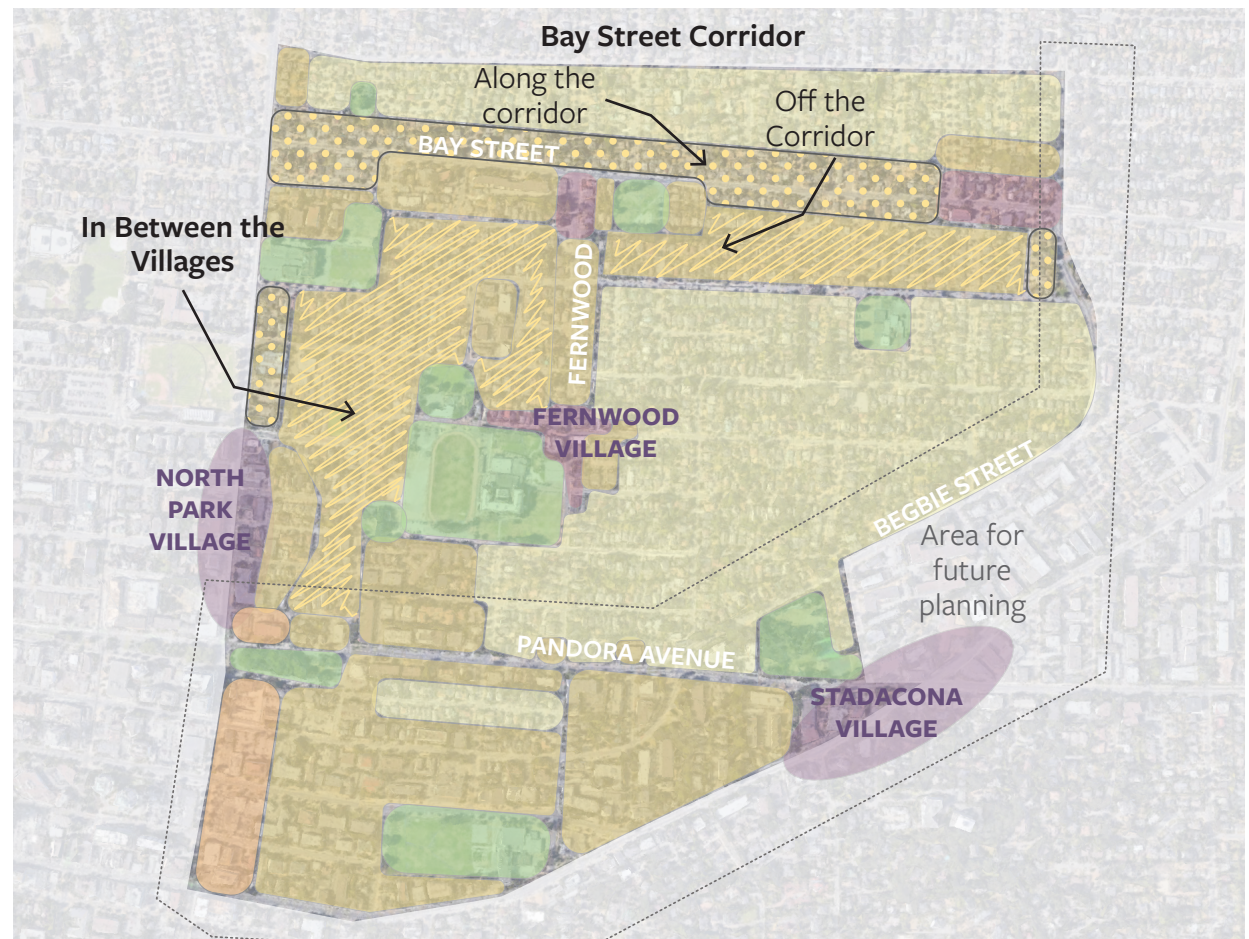 Bay Street Corridor
Along the
corridor
Off the
Corridor
BAY STREET
In Between the
Villages
FERNWOOD
FERNWOOD
VILLAGE
NORTH
PARK
VILLAGE
BEGBIE STREET
Area for
future
planning
PANDORA AVENUE
STADACONA
VILLAGE